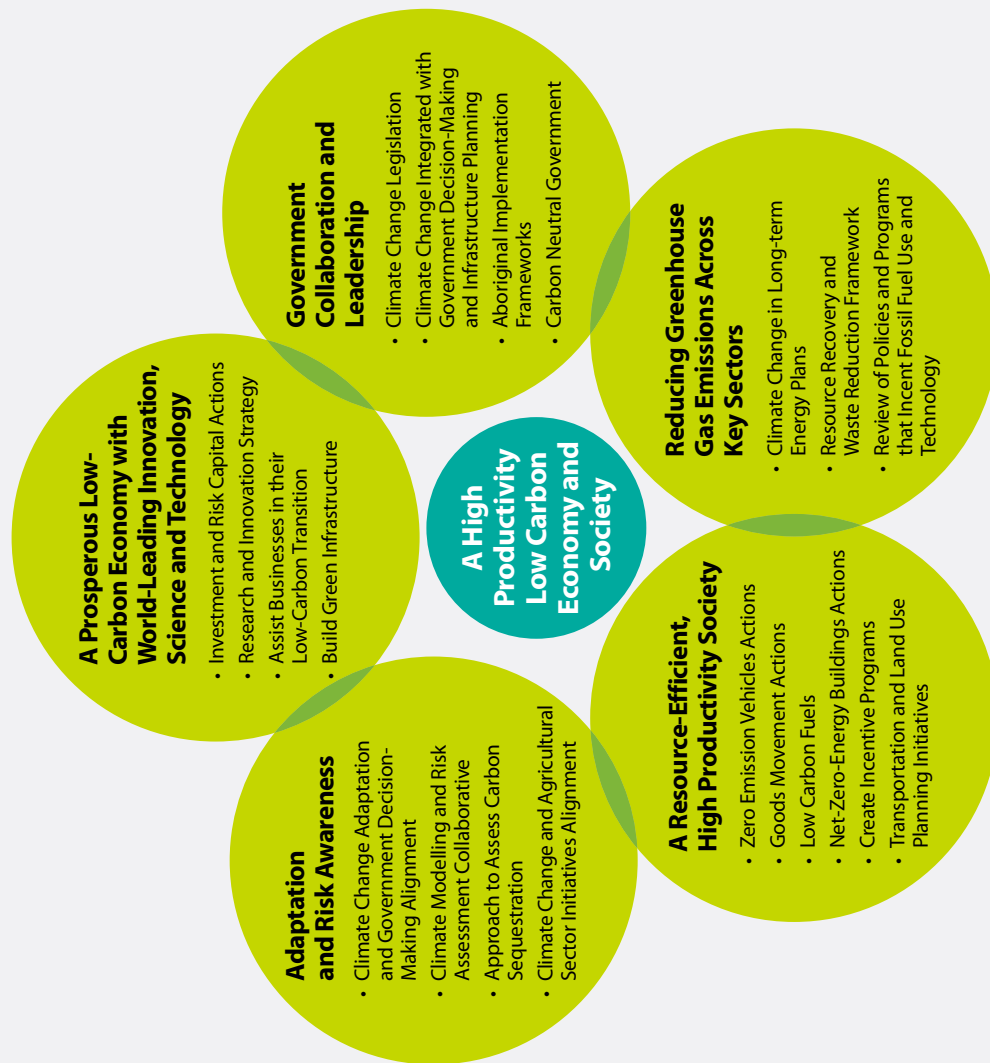 A Prosperous Low-
Carbon Economy with
World-Leading Innovation,
Science and Technology
• Investment and Risk Capital Actions
• Research and Innovation Strategy
• Assist Businesses in their
Low-Carbon Transition
• Build Green Infrastructure
Government
Collaboration and
Leadership
• Climate Change Legislation
• Climate Change Integrated with
Government Decision-Making
and Infrastructure Planning
• Aboriginal Implementation
Frameworks
• Carbon Neutral Government
Reducing Greenhouse
Gas Emissions Across
Key Sectors
• Climate Change in Long-term
Energy Plans
• Resource Recovery and
Waste Reduction Framework
• Review of Policies and Programs
that Incent Fossil Fuel Use and
Technology
A Resource-Efficient,
High Productivity Society
• Zero Emission Vehicles Actions
• Goods Movement Actions
• Low Carbon Fuels
• Net-Zero-Energy Buildings Actions
• Create Incentive Programs
• Transportation and Land Use
Planning Initiatives
Adaptation
and Risk Awareness
• Climate Change Adaptation
and Government Decision-
Making Alignment
• Climate Modelling and Risk
Assessment Collaborative
• Approach to Assess Carbon
Sequestration
• Climate Change and Agricultural
Sector Initiatives Alignment
A High
Productivity
Low Carbon
Economy and
Society